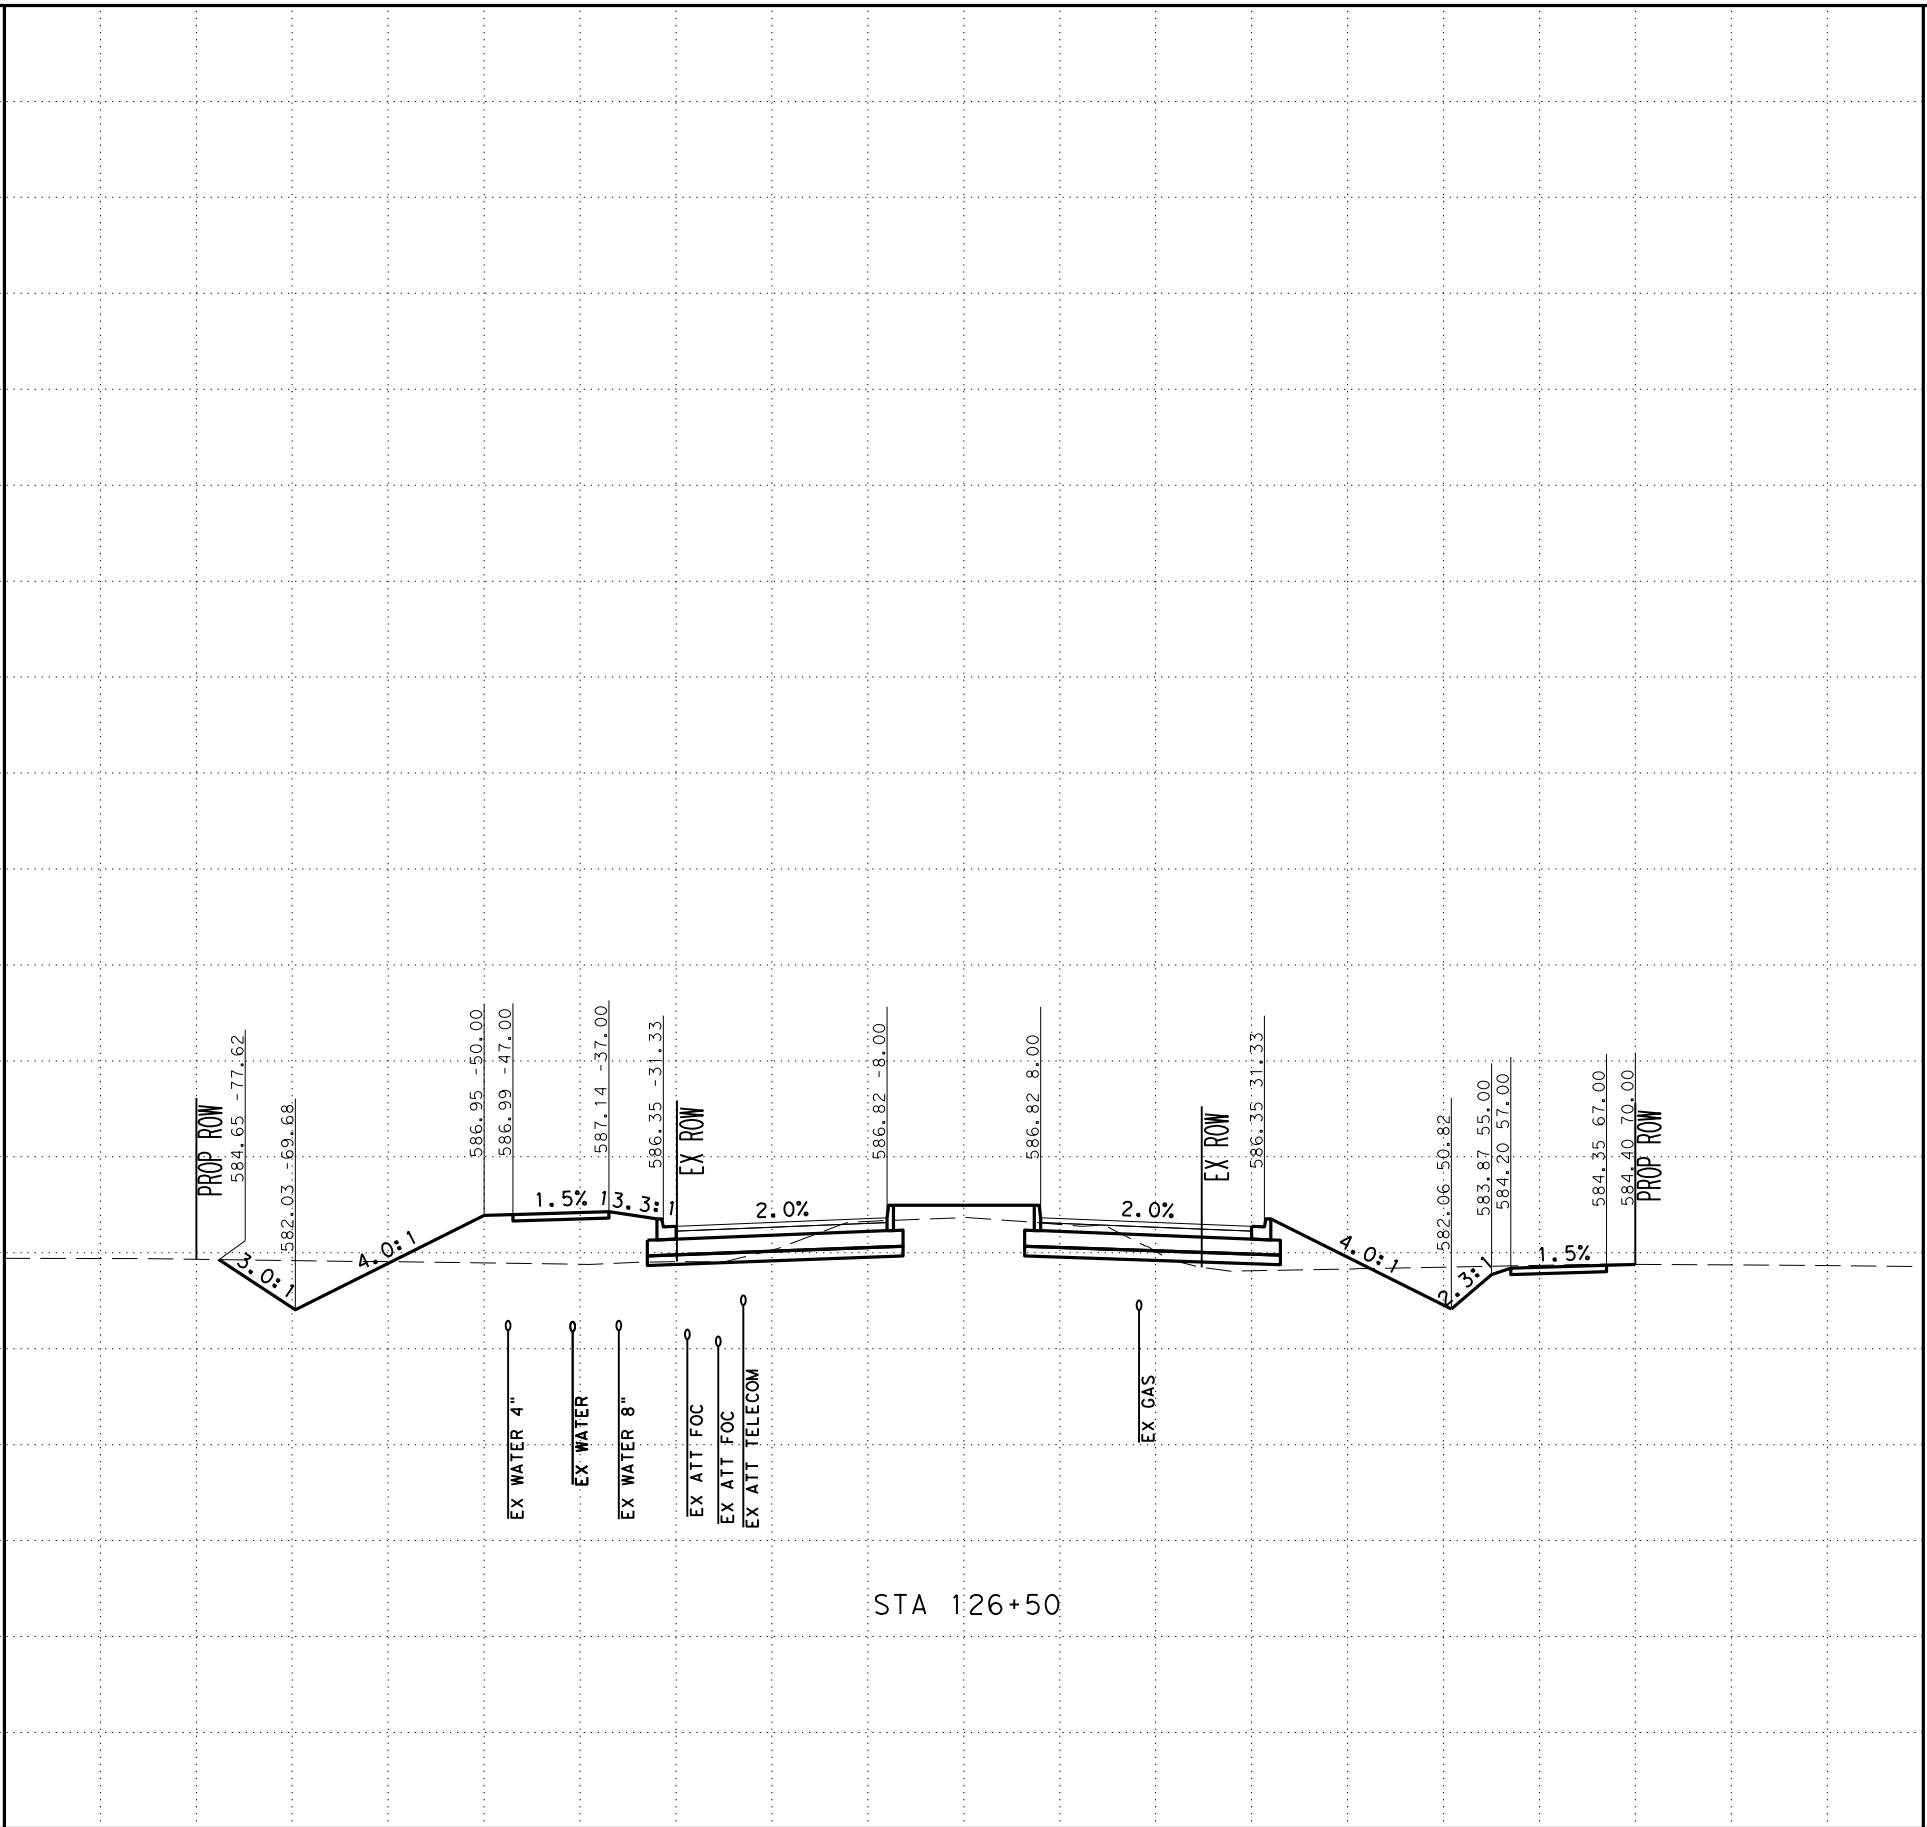 PROP ROW
584.65 -77.62
582.03 -69.68
586.95 -50.00
586.99 -47.00
587.14 -37.00
586.35 -31.33
EX ROW
586.82 -8.00
586.82 8.00
EX ROW
586.35 31.33
582.06 50.82
583.87 55.00
584.20 57.00
584.35 67.00
584.40 70.00
PROP ROW
3.0:1
4.0:1
1.5%
13.3:1
2.0%
2.0%
4.0:1
2.3:1
1.5%
EX WATER 4"
EX WATER
EX WATER 8"
EX ATT FOC
EX ATT FOC
EX ATT TELECOM
EX GAS
STA 126+50